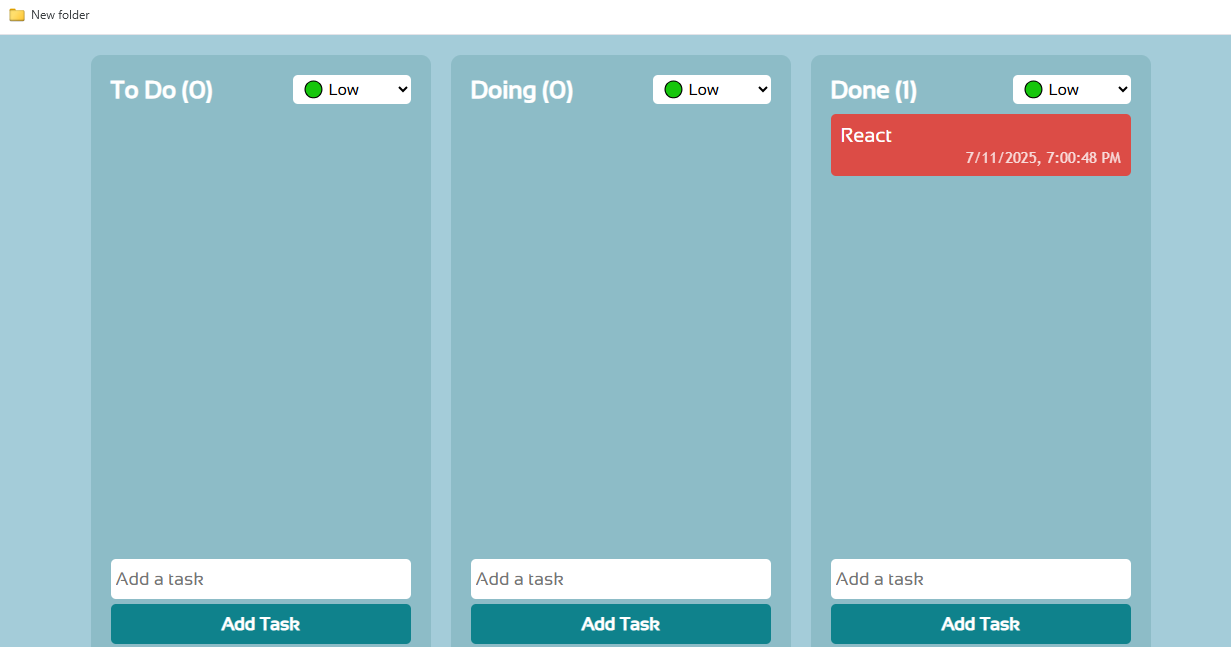 New folder
To Do (0)
Low
Doing (0)
Low
Done (1)
Low
React
7/11/2025, 7:00:48 PM
Add a task
Add a task
Add a task
Add Task
Add Task
Add Task